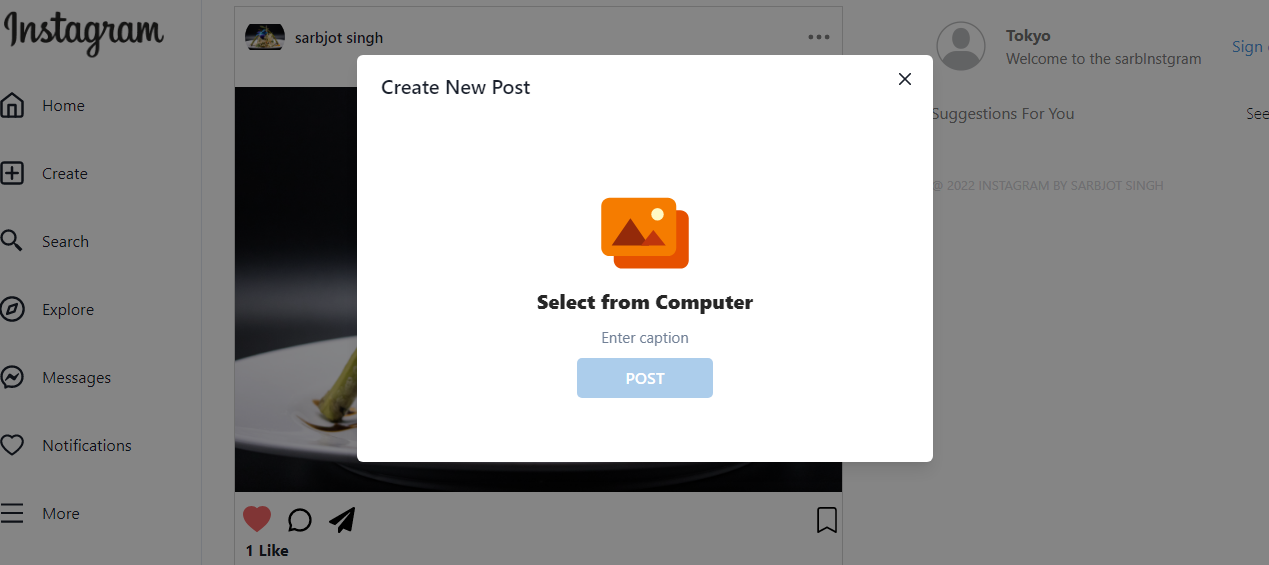 Instagram
Home
Create
Search
Explore
Messages
Notifications
More
sarbjot singh
Create New Post
Select from Computer
Enter caption
POST
1 Like
Tokyo
Welcome to the sarbInstgram
Sign
Suggestions For You
See
© 2022 INSTAGRAM BY SARBJOT SINGH